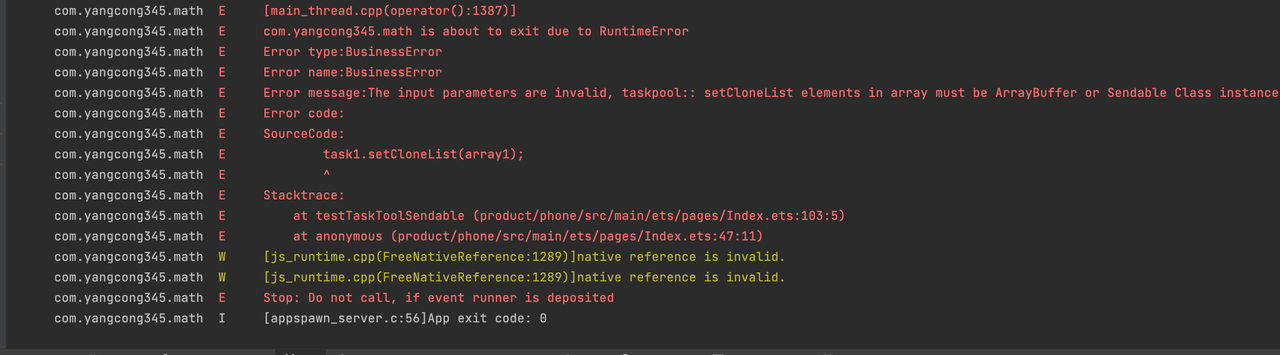 com.yangcong345.math E [main_thread.cpp(operator():1387)]
com.yangcong345.math E com.yangcong345.math is about to exit due to RuntimeError
com.yangcong345.math E Error type:BusinessError
com.yangcong345.math E Error name:BusinessError
com.yangcong345.math E Error message:The input parameters are invalid, taskpool:: setCloneList elements in array must be ArrayBuffer or Sendable Class instance
com.yangcong345.math E Error code:
com.yangcong345.math E SourceCode:
com.yangcong345.math E task1.setCloneList(array1);
com.yangcong345.math E ^
com.yangcong345.math E Stacktrace:
com.yangcong345.math E at testTaskToolSendable (product/phone/src/main/ets/pages/Index.ets:103:5)
com.yangcong345.math E at anonymous (product/phone/src/main/ets/pages/Index.ets:47:11)
com.yangcong345.math W [js_runtime.cpp(FreeNativeReference:1289)]native reference is invalid.
com.yangcong345.math W [js_runtime.cpp(FreeNativeReference:1289)]native reference is invalid.
com.yangcong345.math E Stop: Do not call, if event runner is deposited
com.yangcong345.math I [appspawn_server.c:56]App exit code: 0